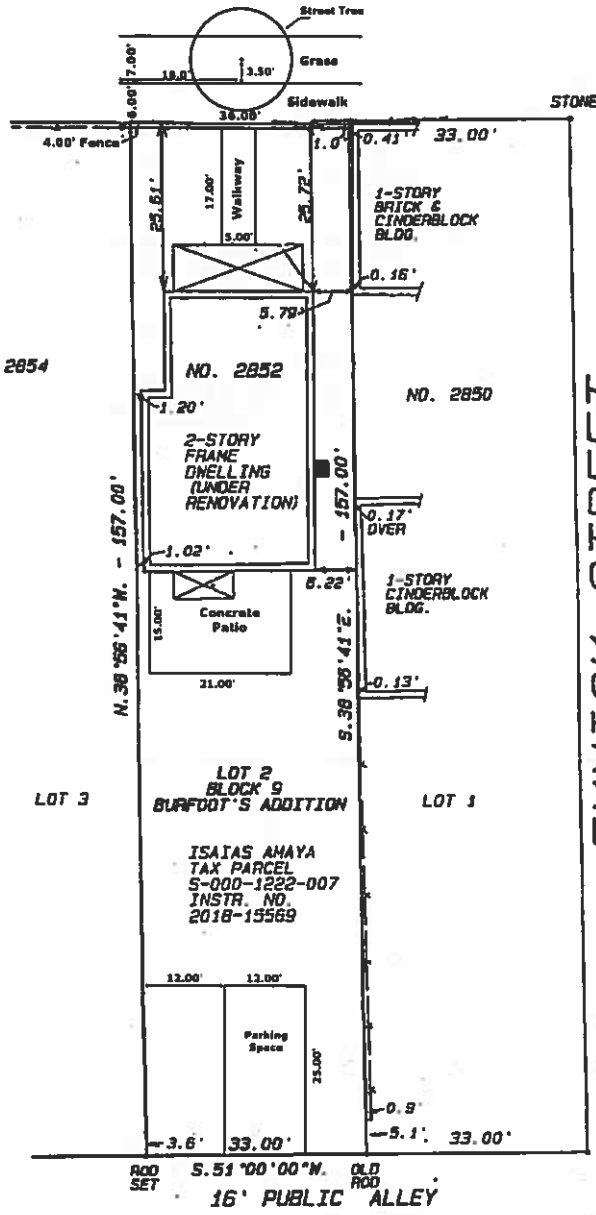 Street Tree
Grass
7.00'
18.0'
3.50'
6.00'
Sidewalk
36.00'
STONE
4.00' Fence
1.0'
0.41'
33.00'
25.61'
17.00'
Walkway
25.72'
5.00'
1-STORY
BRICK &
CINDERBLOCK
BLDG.
0.16'
5.79'
2854
NO. 2852
NO. 2850
1.20'
2-STORY
FRAME
DWELLING
(UNDER
RENOVATION)
N.38°56'41"W. - 157.00'
S.38°56'41"E. - 157.00'
0.17'
OVER
1.02'
5.22'
1-STORY
CINDERBLOCK
BLDG.
15.00'
Concrete
Patio
21.00'
0.13'
LOT 3
LOT 2
BLOCK 9
BURFOOT'S ADDITION
LOT 1
ISAIAS AMAYA
TAX PARCEL
S-000-1222-007
INSTR. NO.
2018-15569
12.00'
12.00'
Parking
Space
25.00'
0.9'
3.6'
33.00'
5.1'
33.00'
ROD
SET
S.51°00'00"W.
OLD
ROD
16' PUBLIC ALLEY